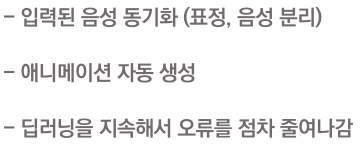 – 입력된 음성 동기화 (표정, 음성 분리)
– 애니메이션 자동 생성
– 딥러닝을 지속해서 오류를 점차 줄여나감